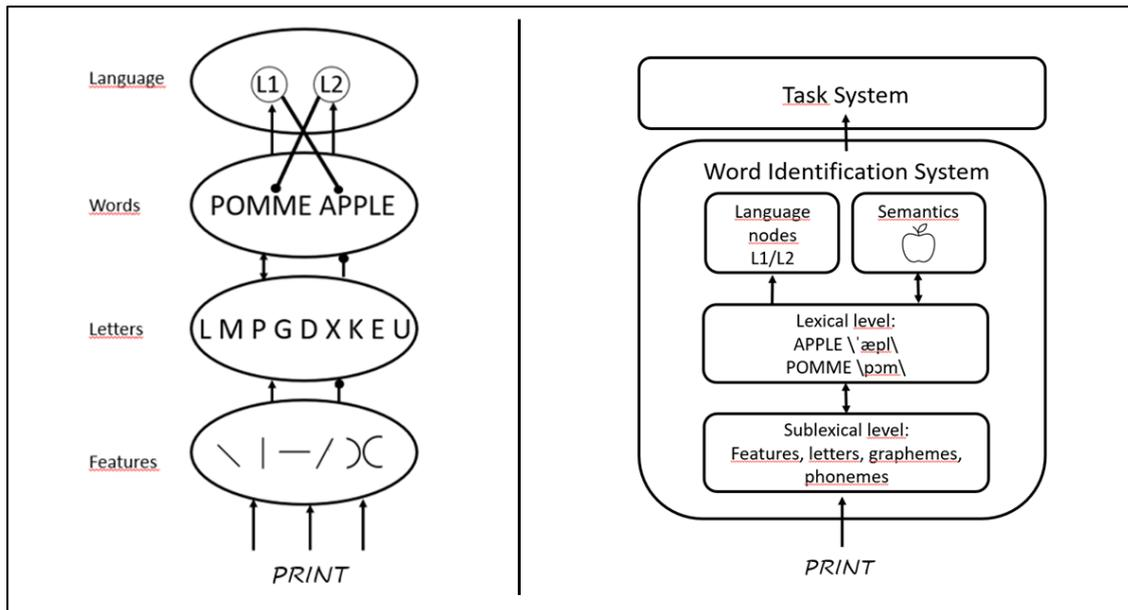 Language
L1 L2
Words
POMME APPLE
Letters
L M P G D X K E U
Features
PRINT
Task System
Word Identification System
Language
nodes
L1/L2
Semantics
Lexical level:
APPLE \ˈæpl\
POMME \pɔm\
Sublexical level:
Features, letters, graphemes,
phonemes
PRINT